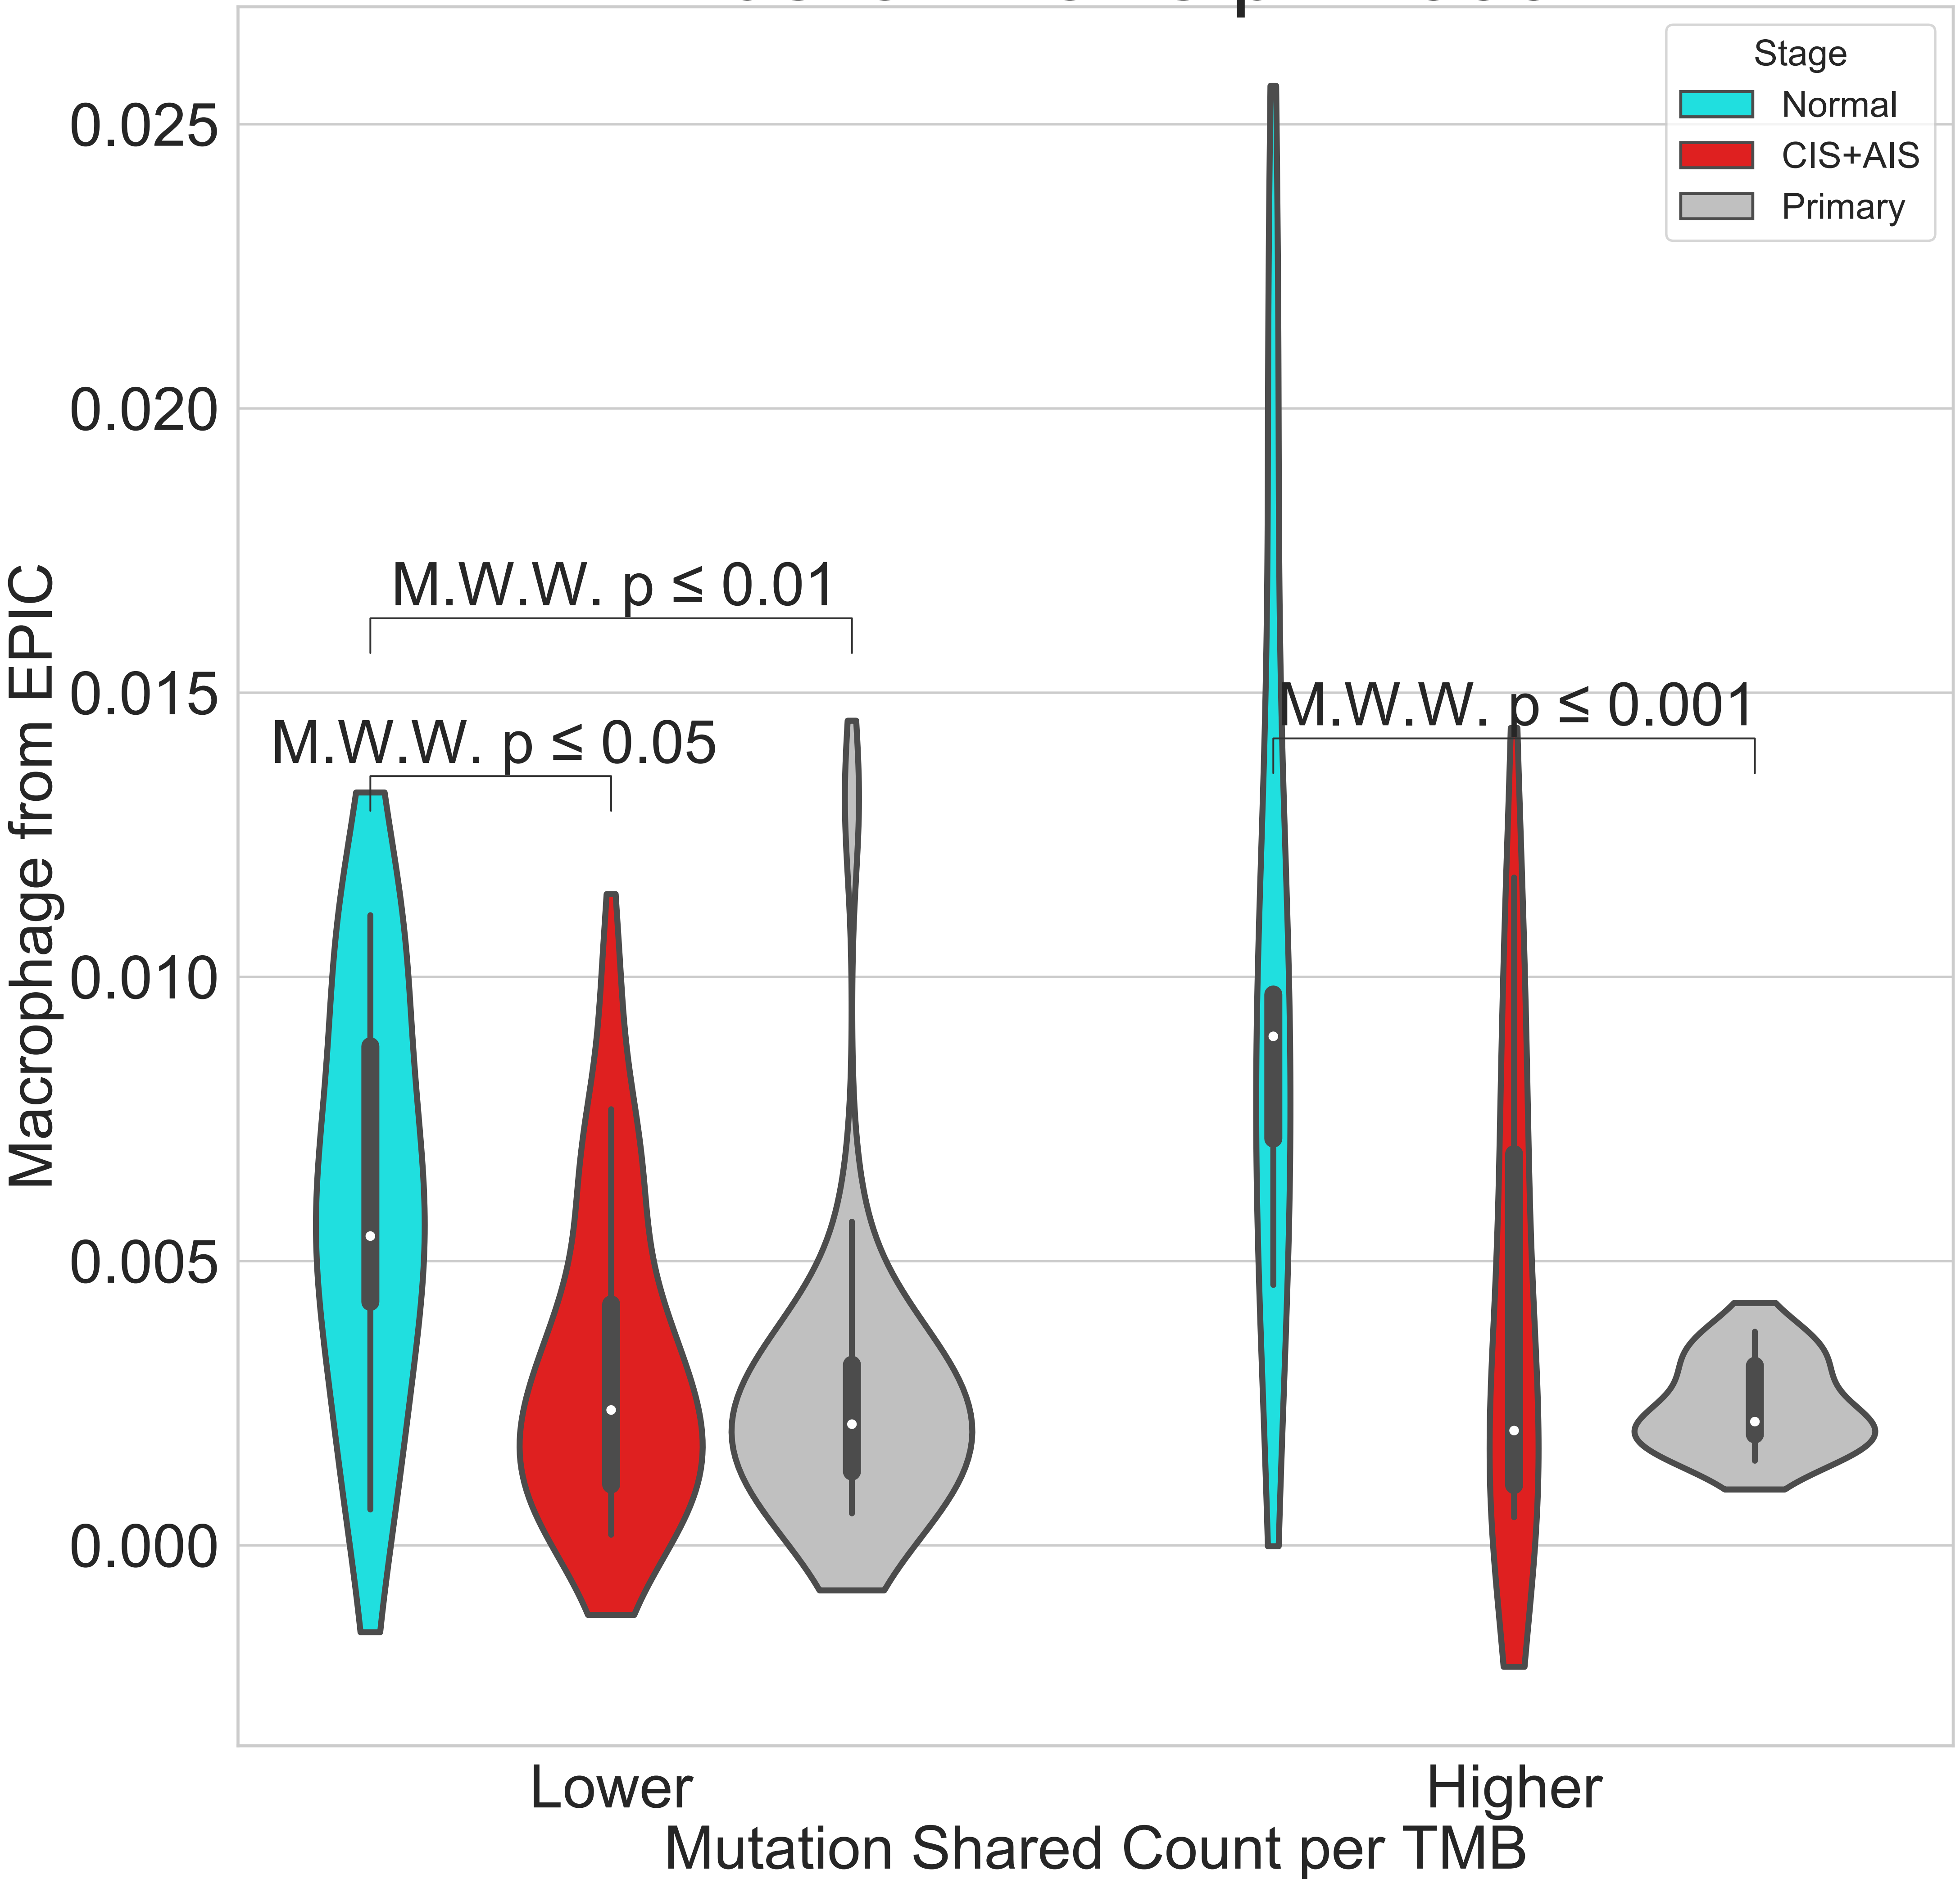 Stage
Normal
CIS+AIS
Primary
0.025
0.020
0.015
0.010
0.005
0.000
Macrophage from EPIC
M.W.W. p ≤ 0.01
M.W.W. p ≤ 0.05
M.W.W. p ≤ 0.001
Lower
Higher
Mutation Shared Count per TMB